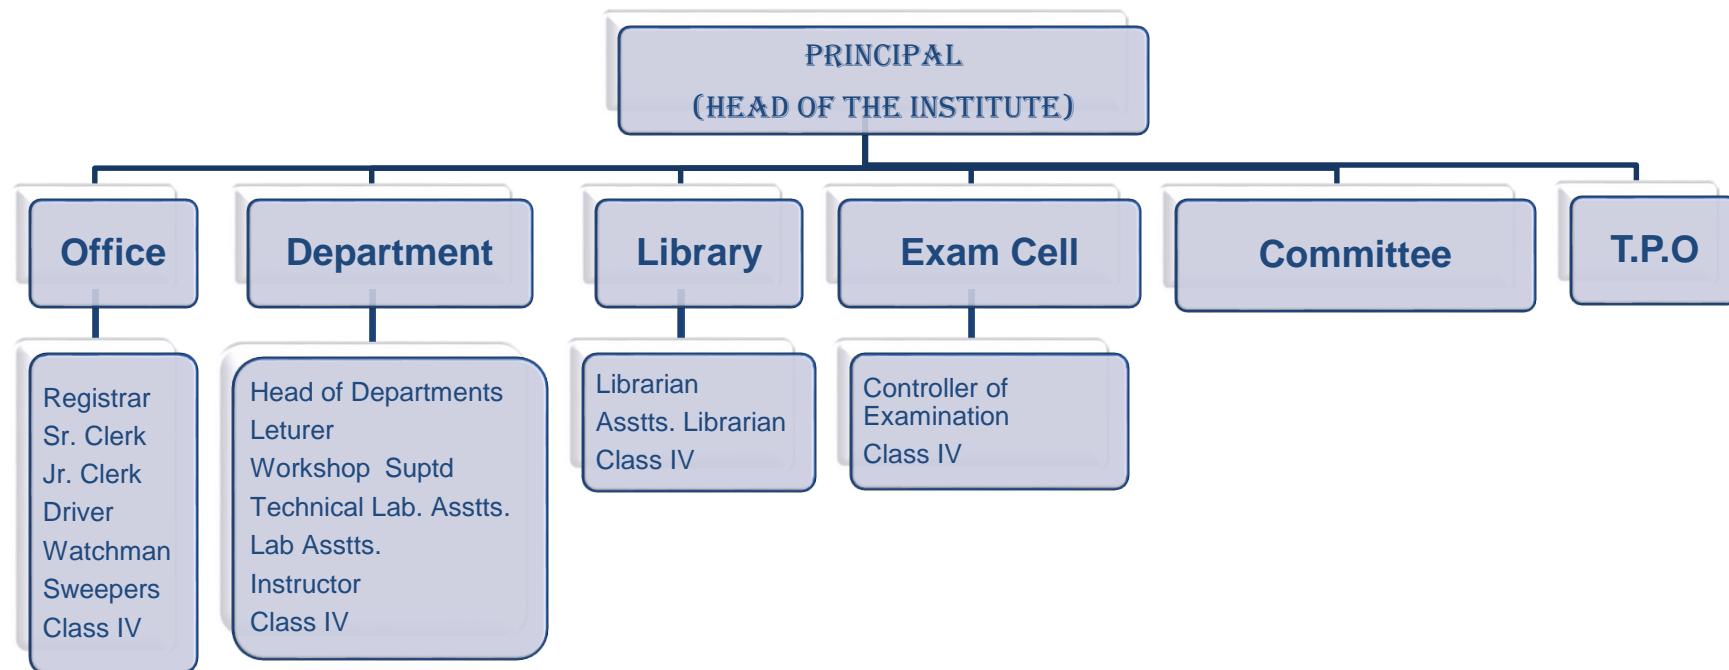 PRINCIPAL
(HEAD OF THE INSTITUTE)
Office
Department
Library
Exam Cell
Committee
T.P.O
Registrar
Sr. Clerk
Jr. Clerk
Driver
Watchman
Sweepers
Class IV
Head of Departments
Leturer
Workshop  Suptd
Technical Lab. Asstts.
Lab Asstts.
Instructor
Class IV
Librarian
Asstts. Librarian
Class IV
Controller of
Examination
Class IV